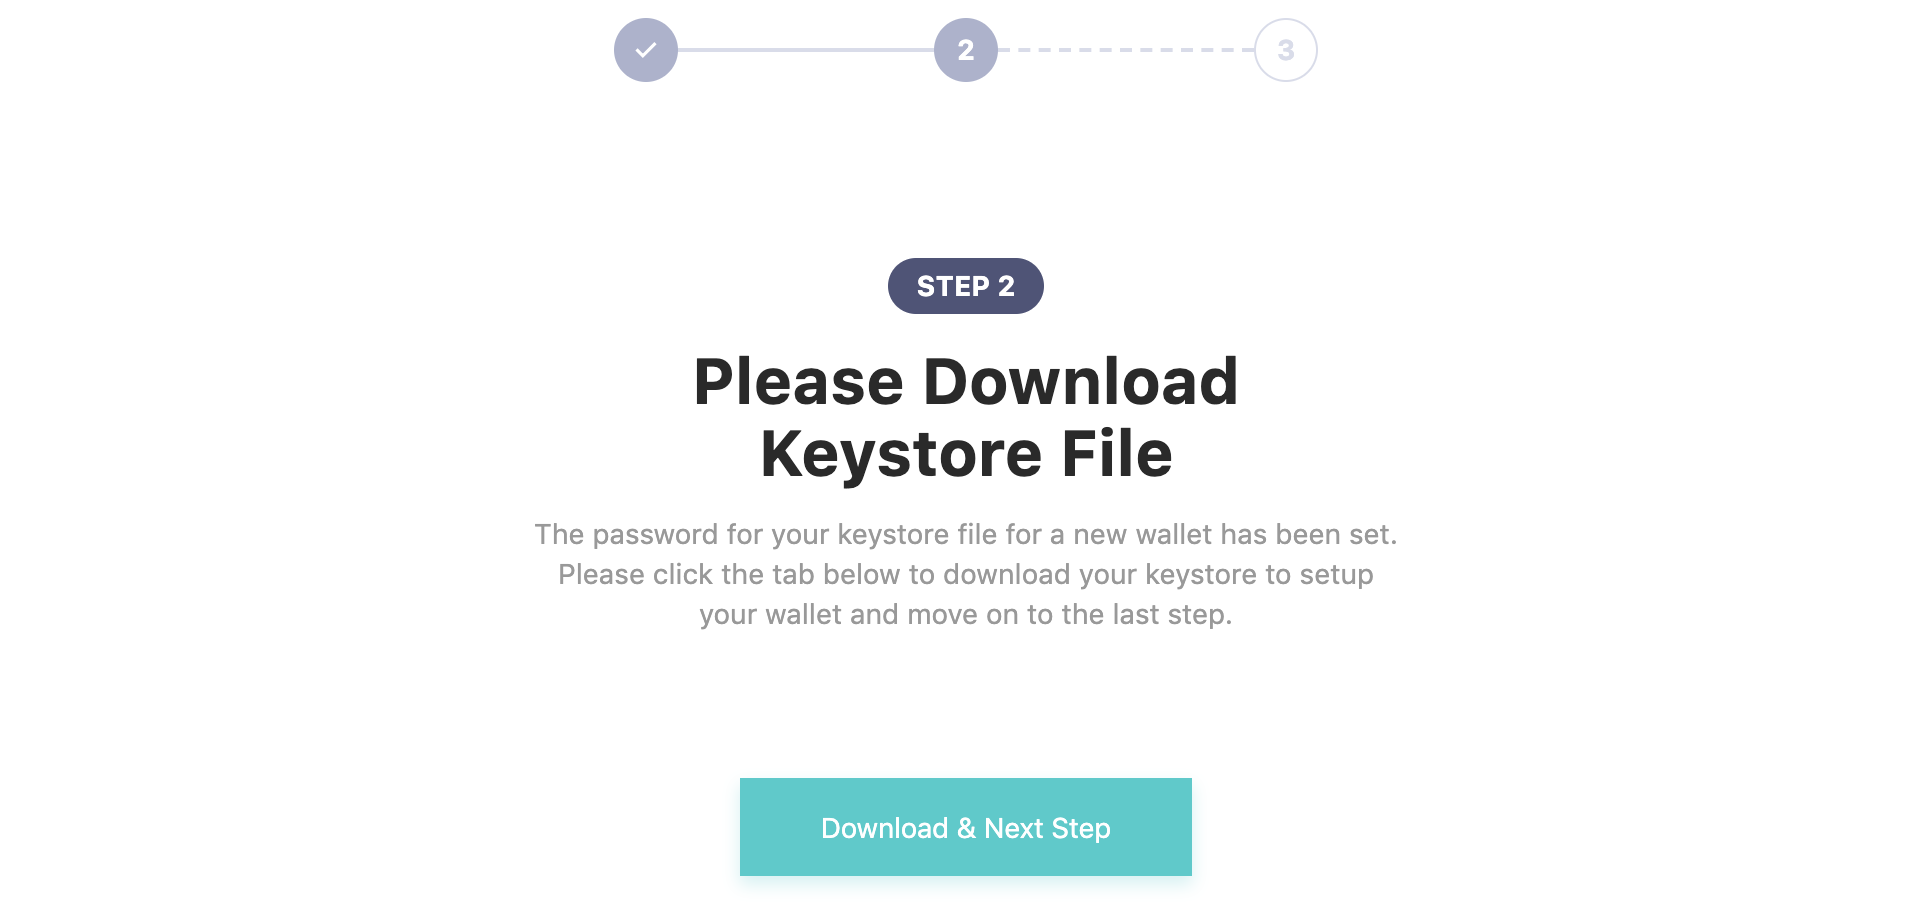 2
3
STEP 2
Please Download
Keystore File
The password for your keystore file for a new wallet has been set.
Please click the tab below to download your keystore to setup
your wallet and move on to the last step.
Download & Next Step